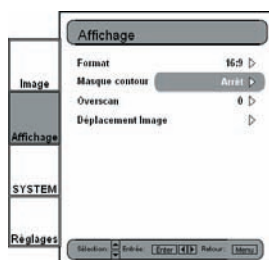 Affichage
Format 16:9
Image
Masque contour Arrêt
Overscan 0
Affichage
Déplacement Image
SYSTEM
Réglages
Sélection: Entrée: Enter Retour: Menu